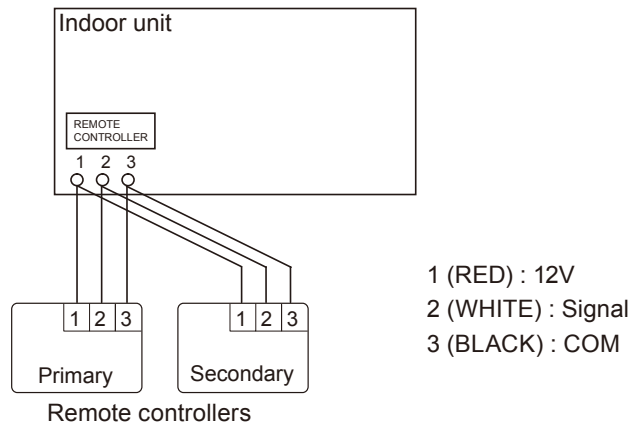 Indoor unit
REMOTE
CONTROLLER
1 2 3
1 2 3
Primary
1 2 3
Secondary
Remote controllers
1 (RED) : 12V
2 (WHITE) : Signal
3 (BLACK) : COM